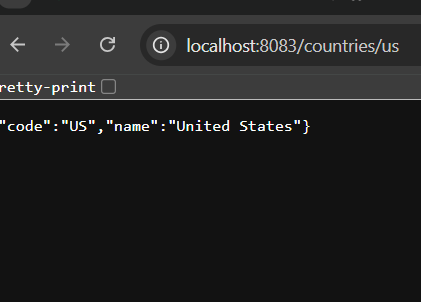 localhost:8083/countries/us
retty-print
"code":"US","name":"United States"}